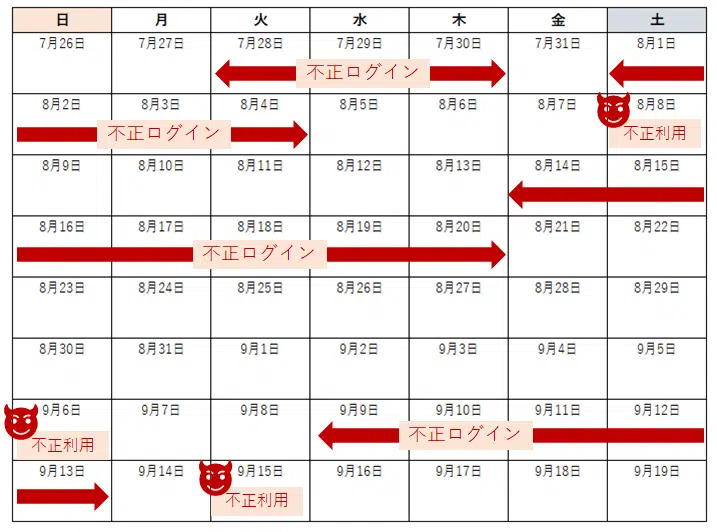 日 月 火 水 木 金 土
7月26日 7月27日 7月28日 7月29日 7月30日 7月31日 8月1日
不正ログイン
8月2日 8月3日 8月4日 8月5日 8月6日 8月7日 8月8日
不正ログイン 不正利用
8月9日 8月10日 8月11日 8月12日 8月13日 8月14日 8月15日
8月16日 8月17日 8月18日 8月19日 8月20日 8月21日 8月22日
不正ログイン
8月23日 8月24日 8月25日 8月26日 8月27日 8月28日 8月29日
8月30日 8月31日 9月1日 9月2日 9月3日 9月4日 9月5日
9月6日 9月7日 9月8日 9月9日 9月10日 9月11日 9月12日
不正利用 不正ログイン
9月13日 9月14日 9月15日 9月16日 9月17日 9月18日 9月19日
不正利用